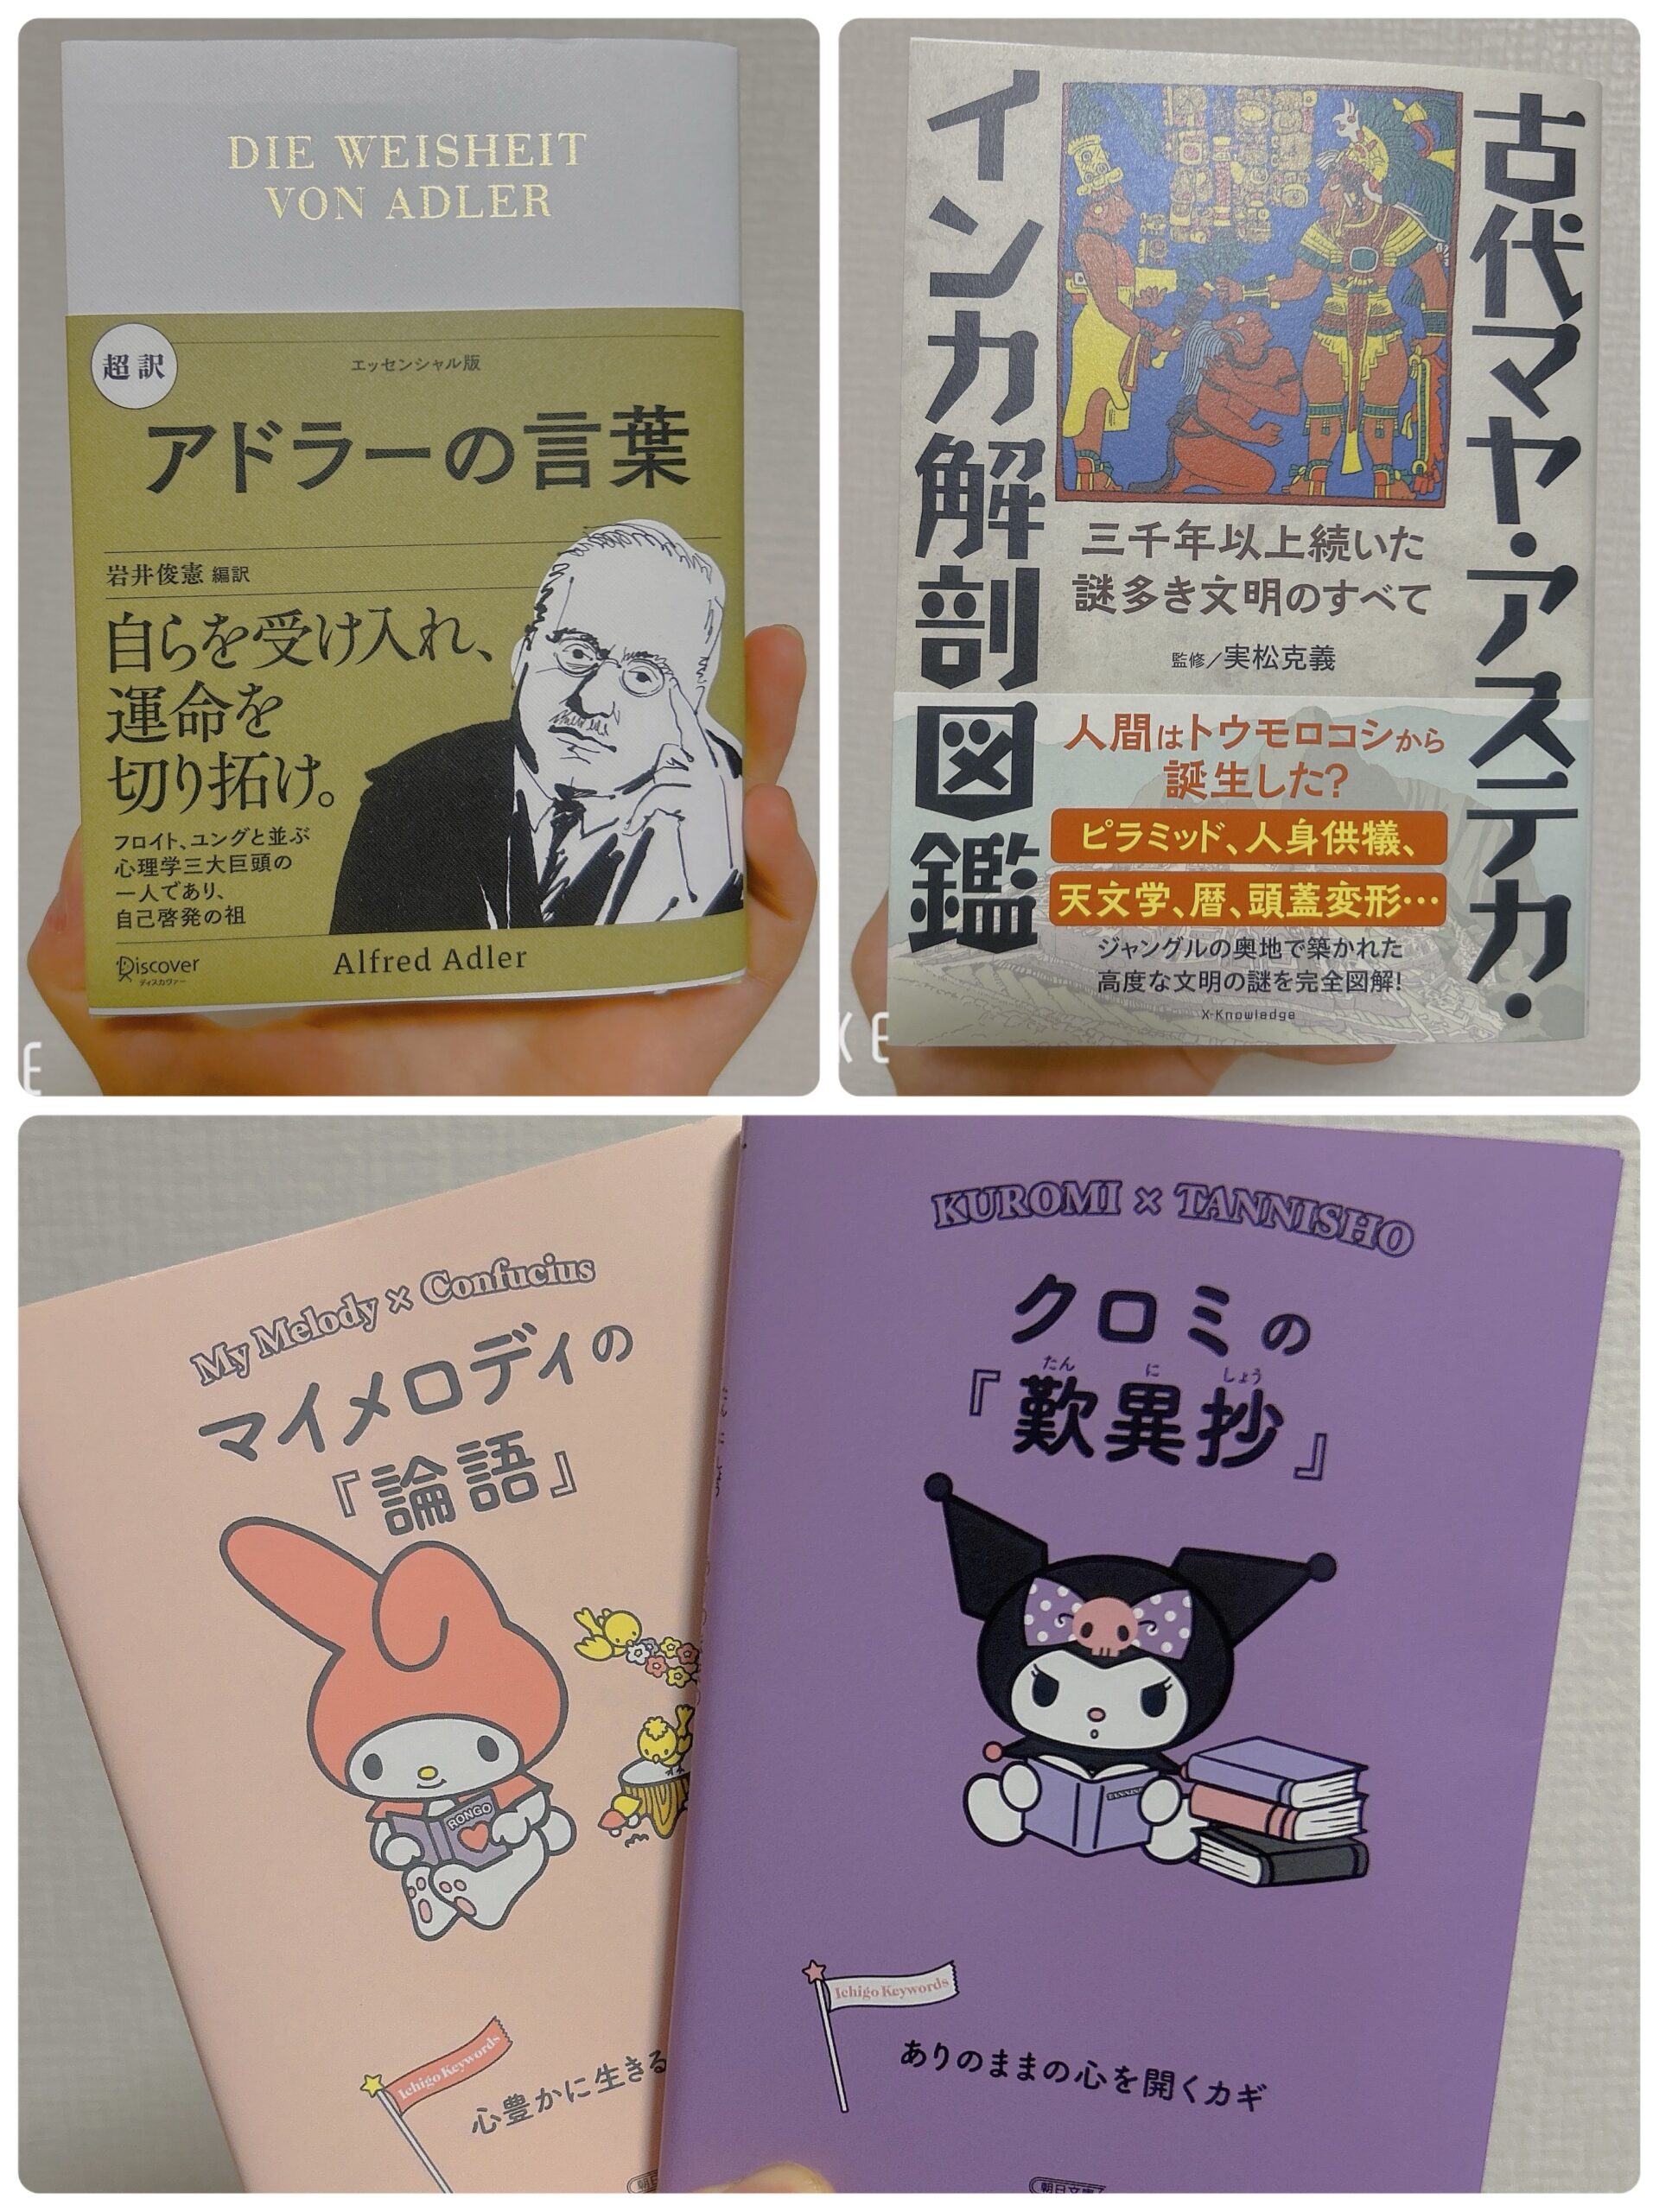 DIE WEISHEIT
VON ADLER
超訳
エッセンシャル版
アドラーの言葉
岩井俊憲 編訳
自らを受け入れ、
運命を
切り拓け。
フロイト、ユングと並ぶ
心理学三大巨頭の
一人であり、
自己啓発の祖
Discover
ディスカヴァー
Alfred Adler
E
古代マヤ・アステカ・
インカ解剖図鑑
三千年以上続いた
謎多き文明のすべて
監修/実松克義
人間はトウモロコシから
誕生した?
ピラミッド、人身供犠、
天文学、暦、頭蓋変形…
ジャングルの奥地で築かれた
高度な文明の謎を完全図解!
X-Knowledge
KE
My Melody × Confucius
マイメロディの
『論語』
RONGO
Ichigo Keywords
心豊かに生きる
KUROMI × TANNISHO
クロミの
『歎異抄』
たん に しょう
TANNISHO
Ichigo Keywords
ありのままの心を開くカギ
朝日文庫